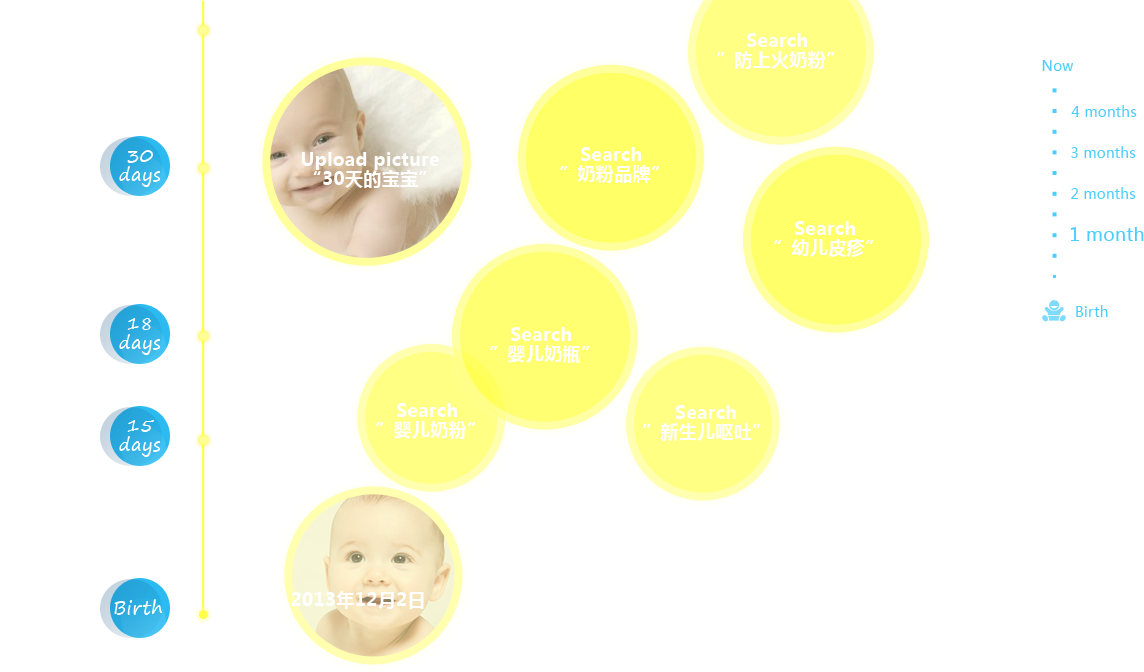 Search
”防上火奶粉”
Now
4 months
3 months
2 months
1 month
Birth
30
days
Upload picture
“30天的宝宝”
Search
”奶粉品牌”
Search
”幼儿皮疹”
18
days
Search
”婴儿奶瓶”
15
days
Search
”婴儿奶粉”
Search
”新生儿呕吐”
Birth
2013年12月2日